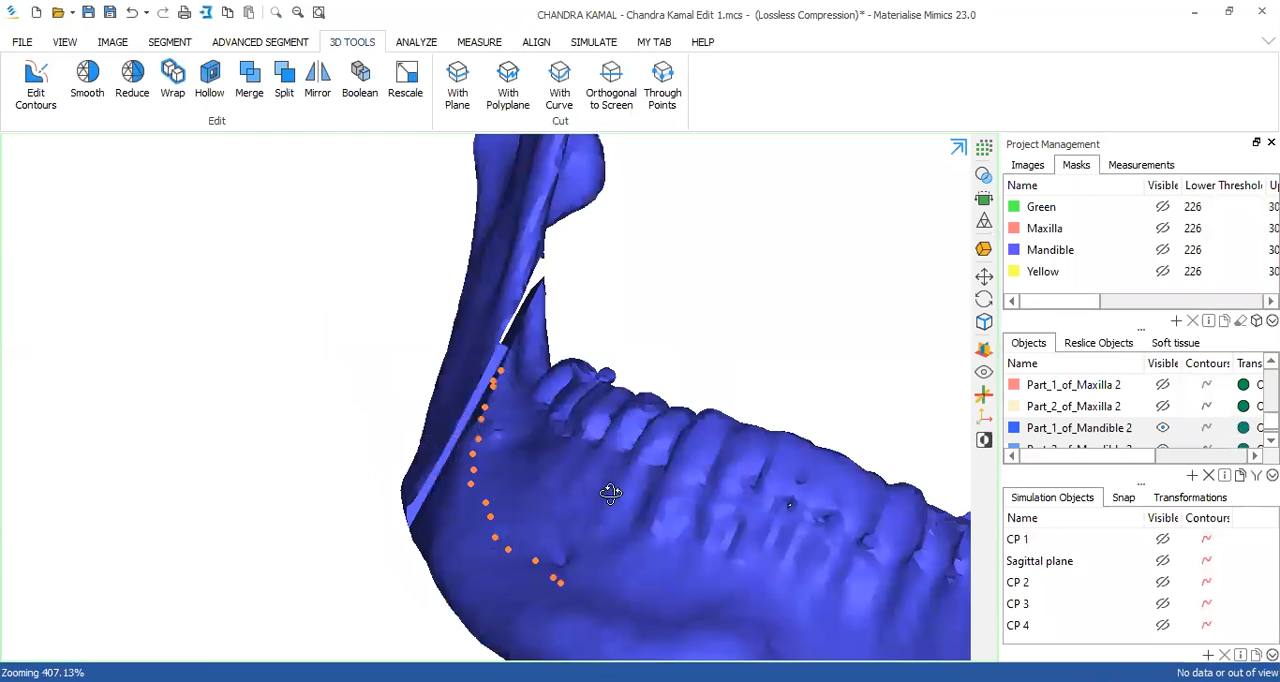 CHANDRA KAMAL - Chandra Kamal Edit 1.mcs - (Lossless Compression)* - Materialise Mimics 23.0
FILE VIEW IMAGE SEGMENT ADVANCED SEGMENT 3D TOOLS ANALYZE MEASURE ALIGN SIMULATE MY TAB HELP
Edit Contours
Smooth
Reduce
Wrap
Hollow
Merge
Split
Mirror
Boolean
Rescale
With Plane
With Polyplane
With Curve
Orthogonal to Screen
Through Points
Edit
Cut
Project Management
Images Masks Measurements
Name Visible Lower Threshold
Green 226
Maxilla 226
Mandible 226
Yellow 226
Objects Reslice Objects Soft tissue
Name Visible Contours Trans
Part_1_of_Maxilla 2
Part_2_of_Maxilla 2
Part_1_of_Mandible 2
Simulation Objects Snap Transformations
Name Visible Contours
CP 1
Sagittal plane
CP 2
CP 3
CP 4
Zooming 407.13% No data or out of view